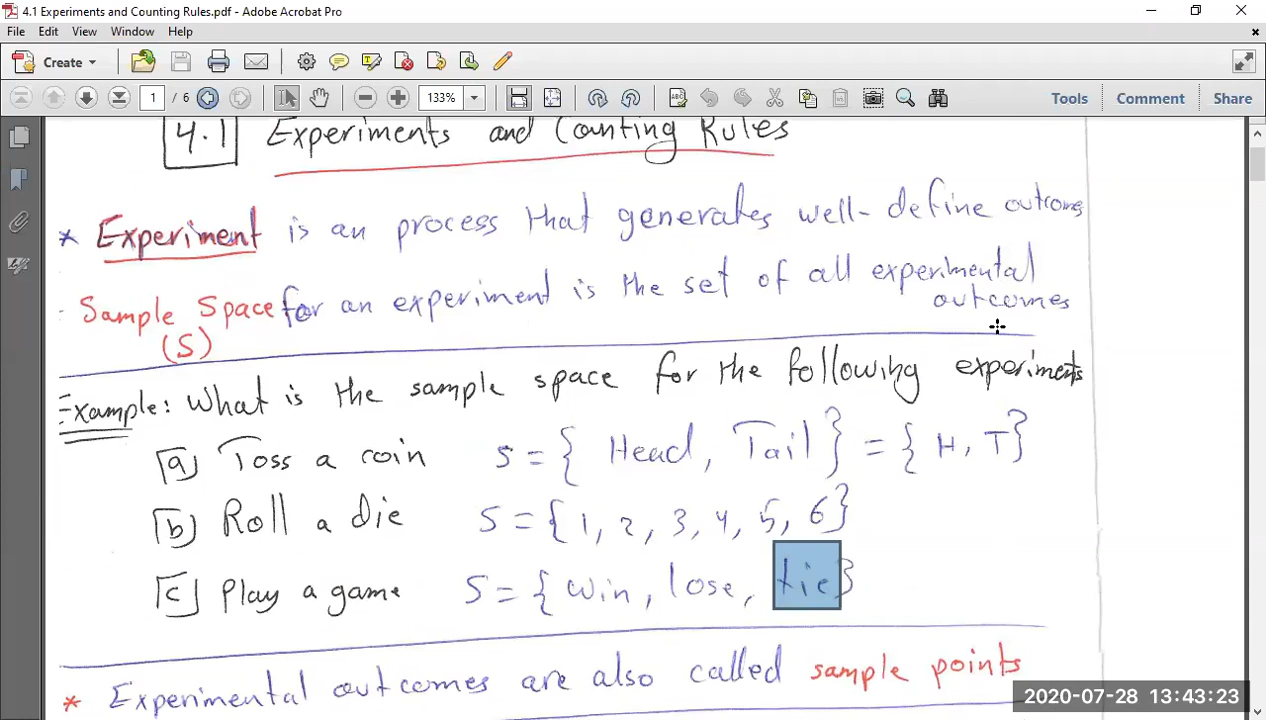 4.1 Experiments and Counting Rules.pdf - Adobe Acrobat Pro
File Edit View Window Help
Create
1 / 6 133% Tools Comment Share
4.1 Experiments and Counting Rules
* Experiment is an process that generates well-define outcome
Sample Space for an experiment is the set of all experimental
outcomes
(S)
Example: What is the sample space for the following experiments
a Toss a coin S = { Head, Tail } = { H, T }
b Roll a die S = { 1, 2, 3, 4, 5, 6 }
c Play a game S = { Win, lose, tie }
* Experimental outcomes are also called sample points
2020-07-28 13:43:23